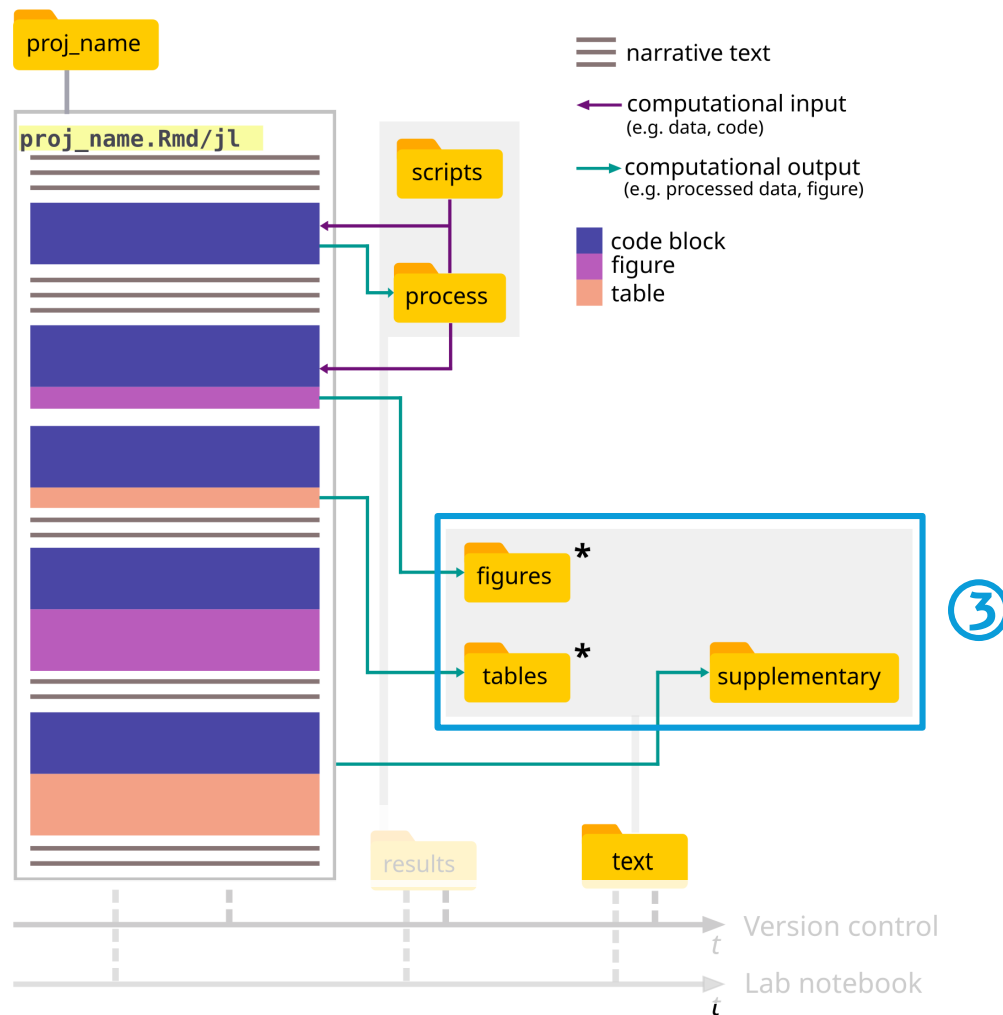 proj_name
narrative text
computational input
(e.g. data, code)
proj_name.Rmd/jl
scripts
computational output
(e.g. processed data, figure)
code block
figure
table
process
figures
*
③
tables
*
supplementary
results
text
Version control
t
Lab notebook
t